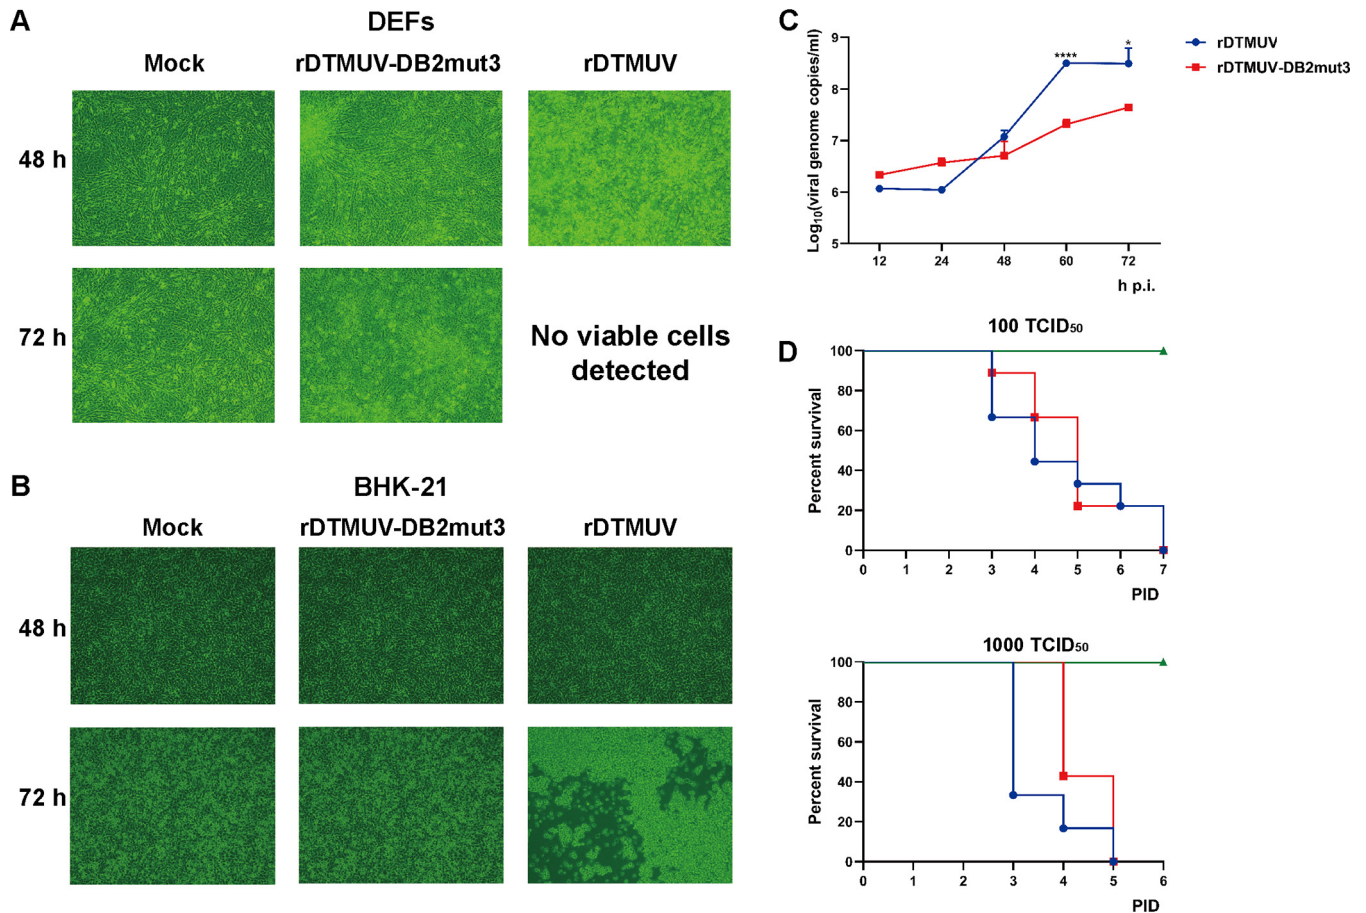 A
DEFs
Mock
rDTMUV-DB2mut3
rDTMUV
48 h
72 h
No viable cells
detected
B
BHK-21
Mock
rDTMUV-DB2mut3
rDTMUV
48 h
72 h
C
Log10(viral genome copies/ml)
9
8
7
6
5
****
*
12 24 48 60 72
h p.i.
rDTMUV
rDTMUV-DB2mut3
D
100 TCID50
Percent survival
100
80
60
40
20
0
0 1 2 3 4 5 6 7
PID
1000 TCID50
Percent survival
100
80
60
40
20
0
0 1 2 3 4 5 6
PID